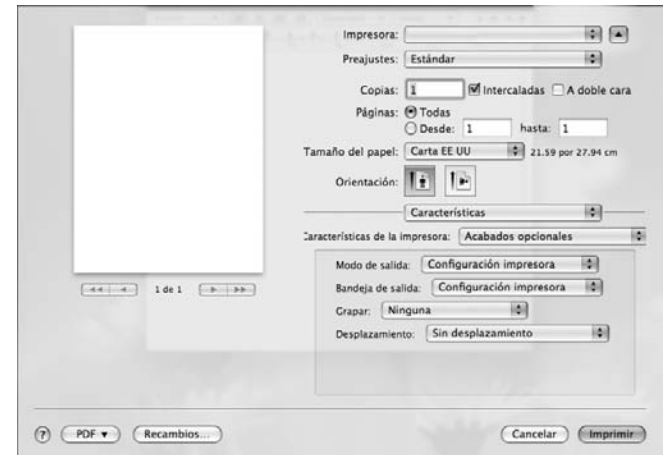 Impresora:
Preajustes: Estándar
Copias: 1 Intercaladas A doble cara
Páginas: Todas
Desde: 1 hasta: 1
Tamaño del papel: Carta EE UU 21.59 por 27.94 cm
Orientación:
Características
Características de la impresora: Acabados opcionales
Modo de salida: Configuración impresora
Bandeja de salida: Configuración impresora
Grapar: Ninguna
Desplazamiento: Sin desplazamiento
1 de 1
? PDF Recambios... Cancelar Imprimir